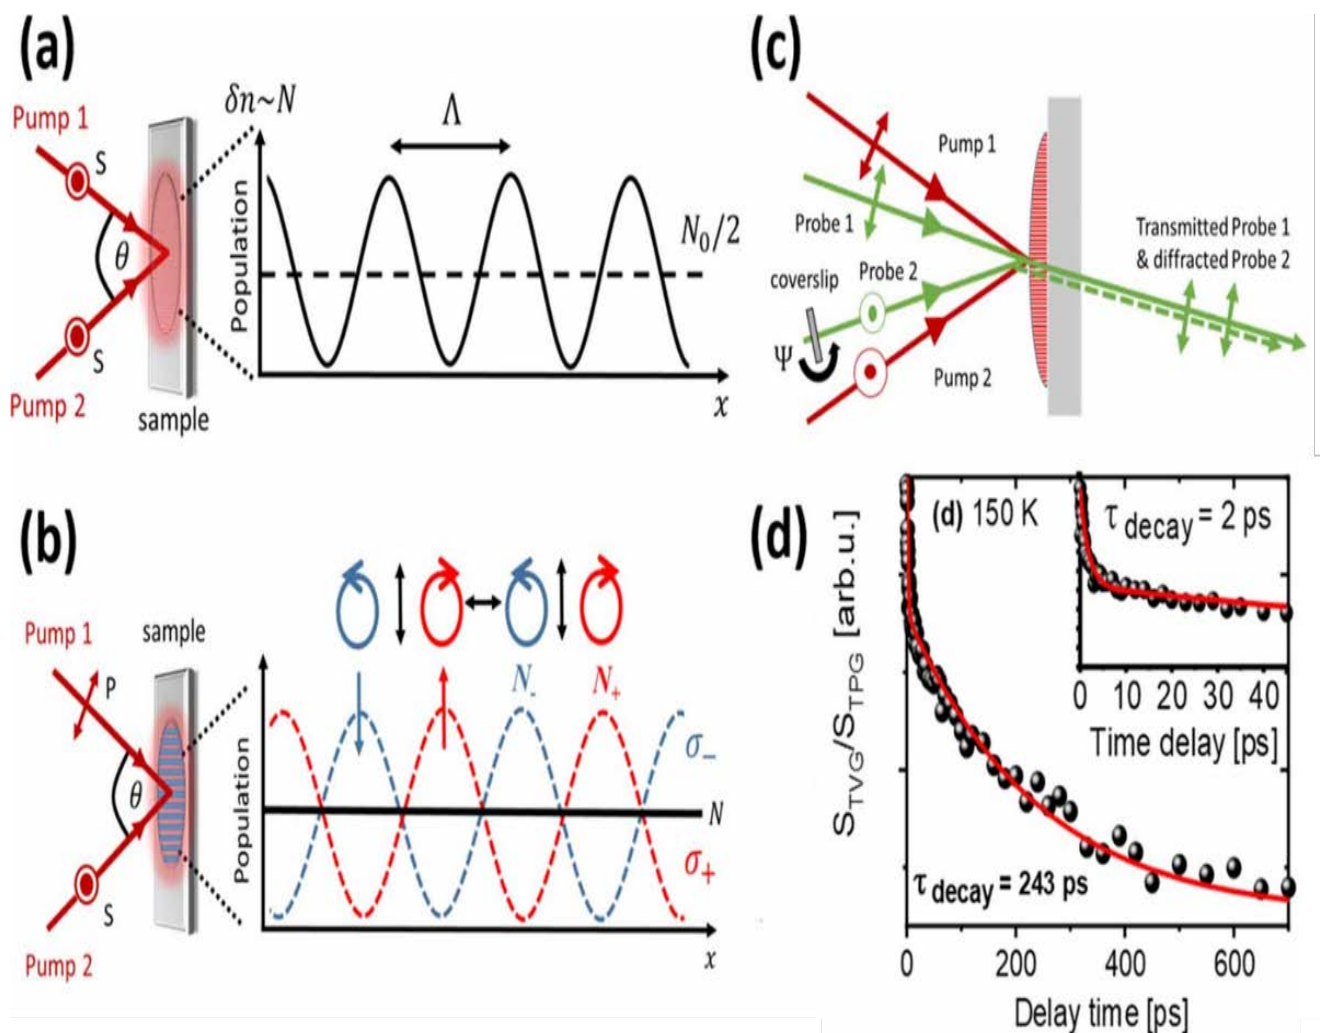 (a)
Pump 1
S
θ
S
Pump 2
sample
δn~N
Λ
Population
N₀/2
x
(b)
Pump 1
P
sample
θ
S
Pump 2
Population
N₋
N₊
σ₋
N
σ₊
x
(c)
Pump 1
Probe 1
Probe 2
coverslip
Ψ
Pump 2
Transmitted Probe 1
& diffracted Probe 2
(d)
S_TVG/S_TPG [arb.u.]
(d) 150 K
τ decay = 2 ps
0 10 20 30 40
Time delay [ps]
τ decay = 243 ps
0 200 400 600
Delay time [ps]